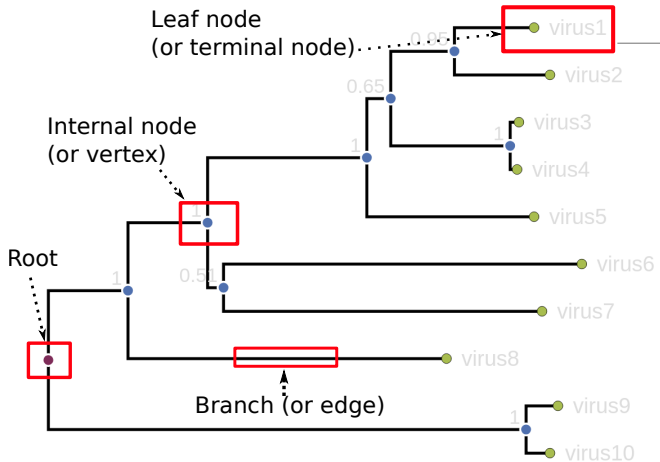 Leaf node
(or terminal node)
0.95
virus1
virus2
0.65
Internal node
(or vertex)
virus3
1
virus4
1
1
virus5
Root
0.51
virus6
1
virus7
virus8
Branch (or edge)
virus9
1
virus10